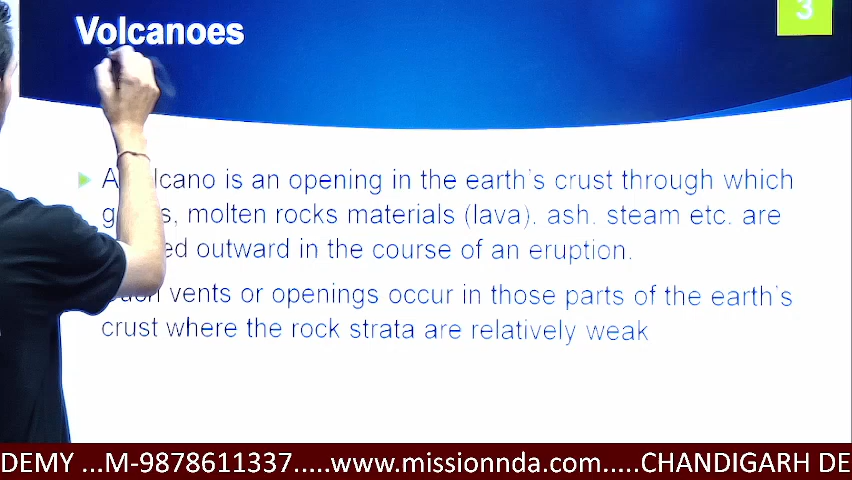 Volcanoes
3
A lcano is an opening in the earth's crust through which
g s, molten rocks materials (lava). ash. steam etc. are
ed outward in the course of an eruption.
vents or openings occur in those parts of the earth's
crust where the rock strata are relatively weak
DEMY ...M-9878611337.....www.missionnda.com.....CHANDIGARH DE